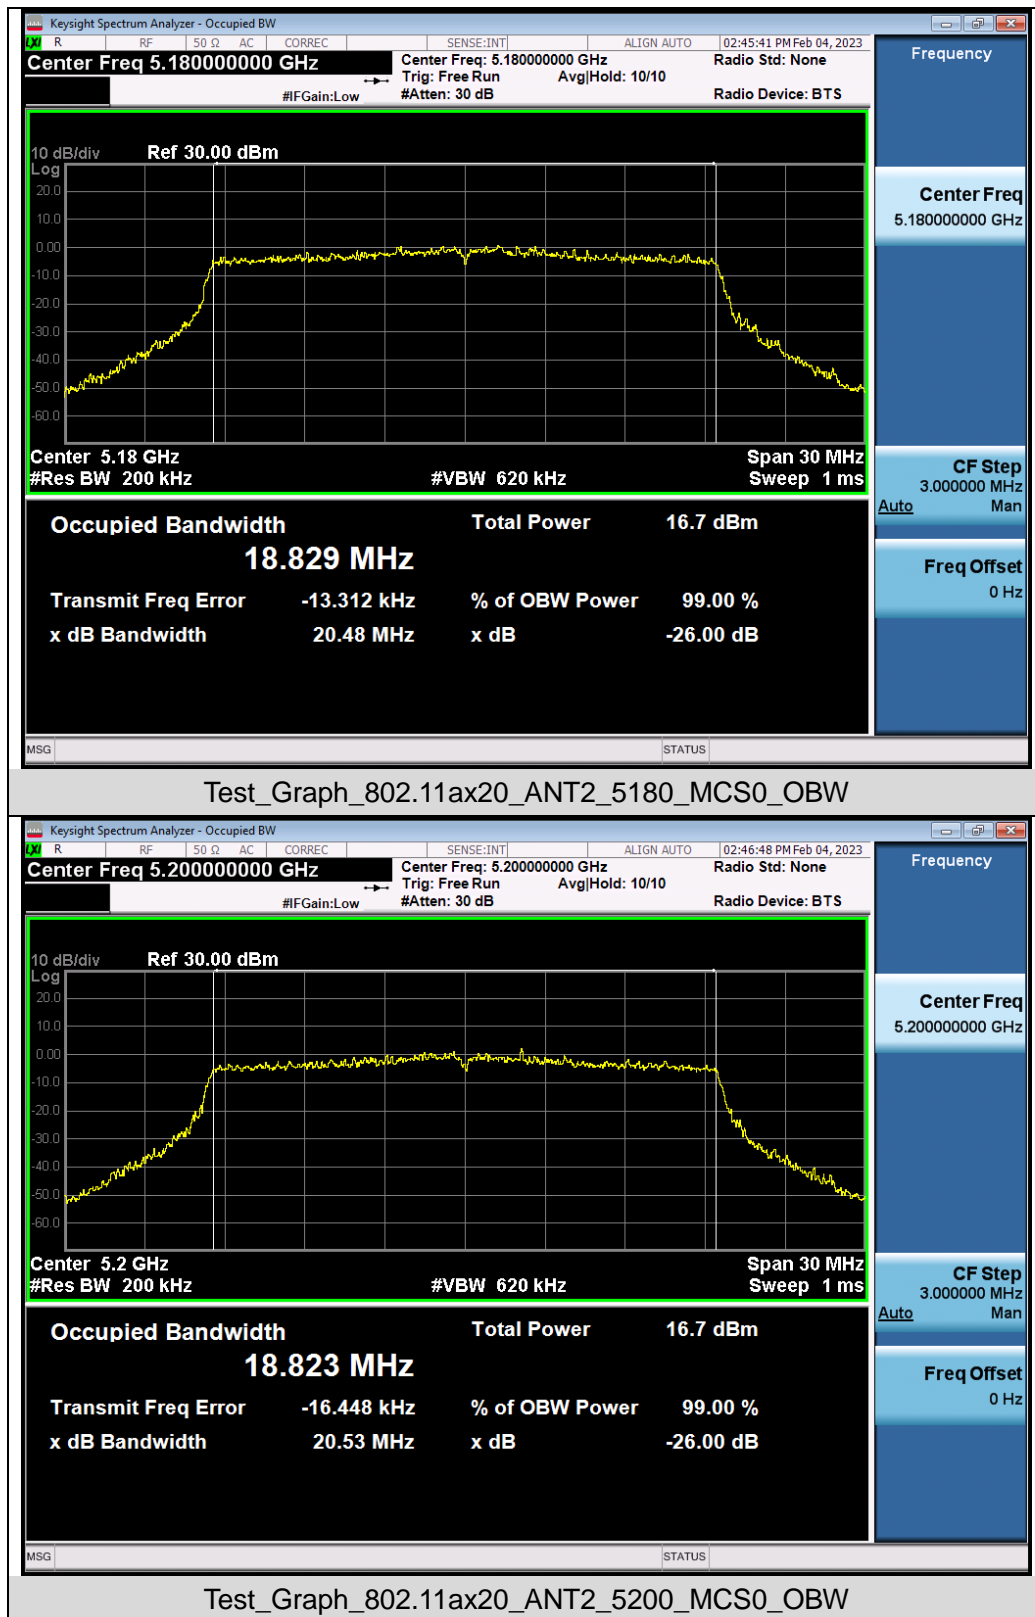 Keysight Spectrum Analyzer - Occupied BW
LXI R RF 50 Ω AC CORREC SENSE:INT ALIGN AUTO 02:45:41 PM Feb 04, 2023
Center Freq 5.180000000 GHz
Center Freq: 5.180000000 GHz
Radio Std: None
Trig: Free Run Avg|Hold: 10/10
#IFGain:Low
#Atten: 30 dB
Radio Device: BTS
10 dB/div Ref 30.00 dBm
Log
20.0
10.0
0.00
-10.0
-20.0
-30.0
-40.0
-50.0
-60.0
Center 5.18 GHz Span 30 MHz
#Res BW 200 kHz #VBW 620 kHz Sweep 1 ms
Occupied Bandwidth Total Power 16.7 dBm
18.829 MHz
Transmit Freq Error -13.312 kHz % of OBW Power 99.00 %
x dB Bandwidth 20.48 MHz x dB -26.00 dB
MSG STATUS
Frequency
Center Freq
5.180000000 GHz
CF Step
3.000000 MHz
Auto Man
Freq Offset
0 Hz
Test_Graph_802.11ax20_ANT2_5180_MCS0_OBW
Keysight Spectrum Analyzer - Occupied BW
LXI R RF 50 Ω AC CORREC SENSE:INT ALIGN AUTO 02:46:48 PM Feb 04, 2023
Center Freq 5.200000000 GHz
Center Freq: 5.200000000 GHz
Radio Std: None
Trig: Free Run Avg|Hold: 10/10
#IFGain:Low
#Atten: 30 dB
Radio Device: BTS
10 dB/div Ref 30.00 dBm
Log
20.0
10.0
0.00
-10.0
-20.0
-30.0
-40.0
-50.0
-60.0
Center 5.2 GHz Span 30 MHz
#Res BW 200 kHz #VBW 620 kHz Sweep 1 ms
Occupied Bandwidth Total Power 16.7 dBm
18.823 MHz
Transmit Freq Error -16.448 kHz % of OBW Power 99.00 %
x dB Bandwidth 20.53 MHz x dB -26.00 dB
MSG STATUS
Frequency
Center Freq
5.200000000 GHz
CF Step
3.000000 MHz
Auto Man
Freq Offset
0 Hz
Test_Graph_802.11ax20_ANT2_5200_MCS0_OBW